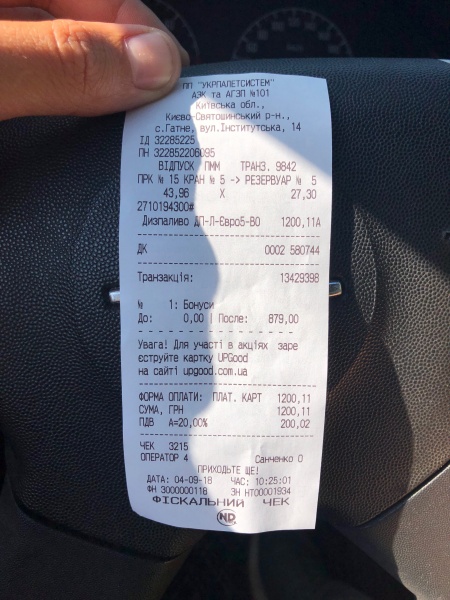 ПП "УКРПАЛЕТСИСТЕМ"
АЗК та АГЗП №101
Київська обл.,
Києво-Святошинський р-н.,
с.Гатне, вул.Інститутська, 14
ІД 32285225
ПН 322852206095
ВІДПУСК ПММ ТРАНЗ. 9842
ПРК № 15 КРАН № 5 -> РЕЗЕРВУАР № 5
43,96 X 27,30
2710194300#
Дизпаливо ДП-Л-Євро5-В0 1200,11А
ДК 0002 580744
Транзакція: 13429398
№ 1: Бонуси
До: 0,00 | После: 879,00
Увага! Для участі в акціях заре
єструйте картку UPGood
на сайті upgood.com.ua
ФОРМА ОПЛАТИ: ПЛАТ. КАРТ 1200,11
СУМА, ГРН 1200,11
ПДВ А=20,00% 200,02
ЧЕК 3215
ОПЕРАТОР 4 Санченко О
ПРИХОДЬТЕ ЩЕ!
ДАТА: 04-09-18 ЧАС: 10:25:01
ФН 3000000118 ЗН НТ00001934
ФІСКАЛЬНИЙ ЧЕК
ND